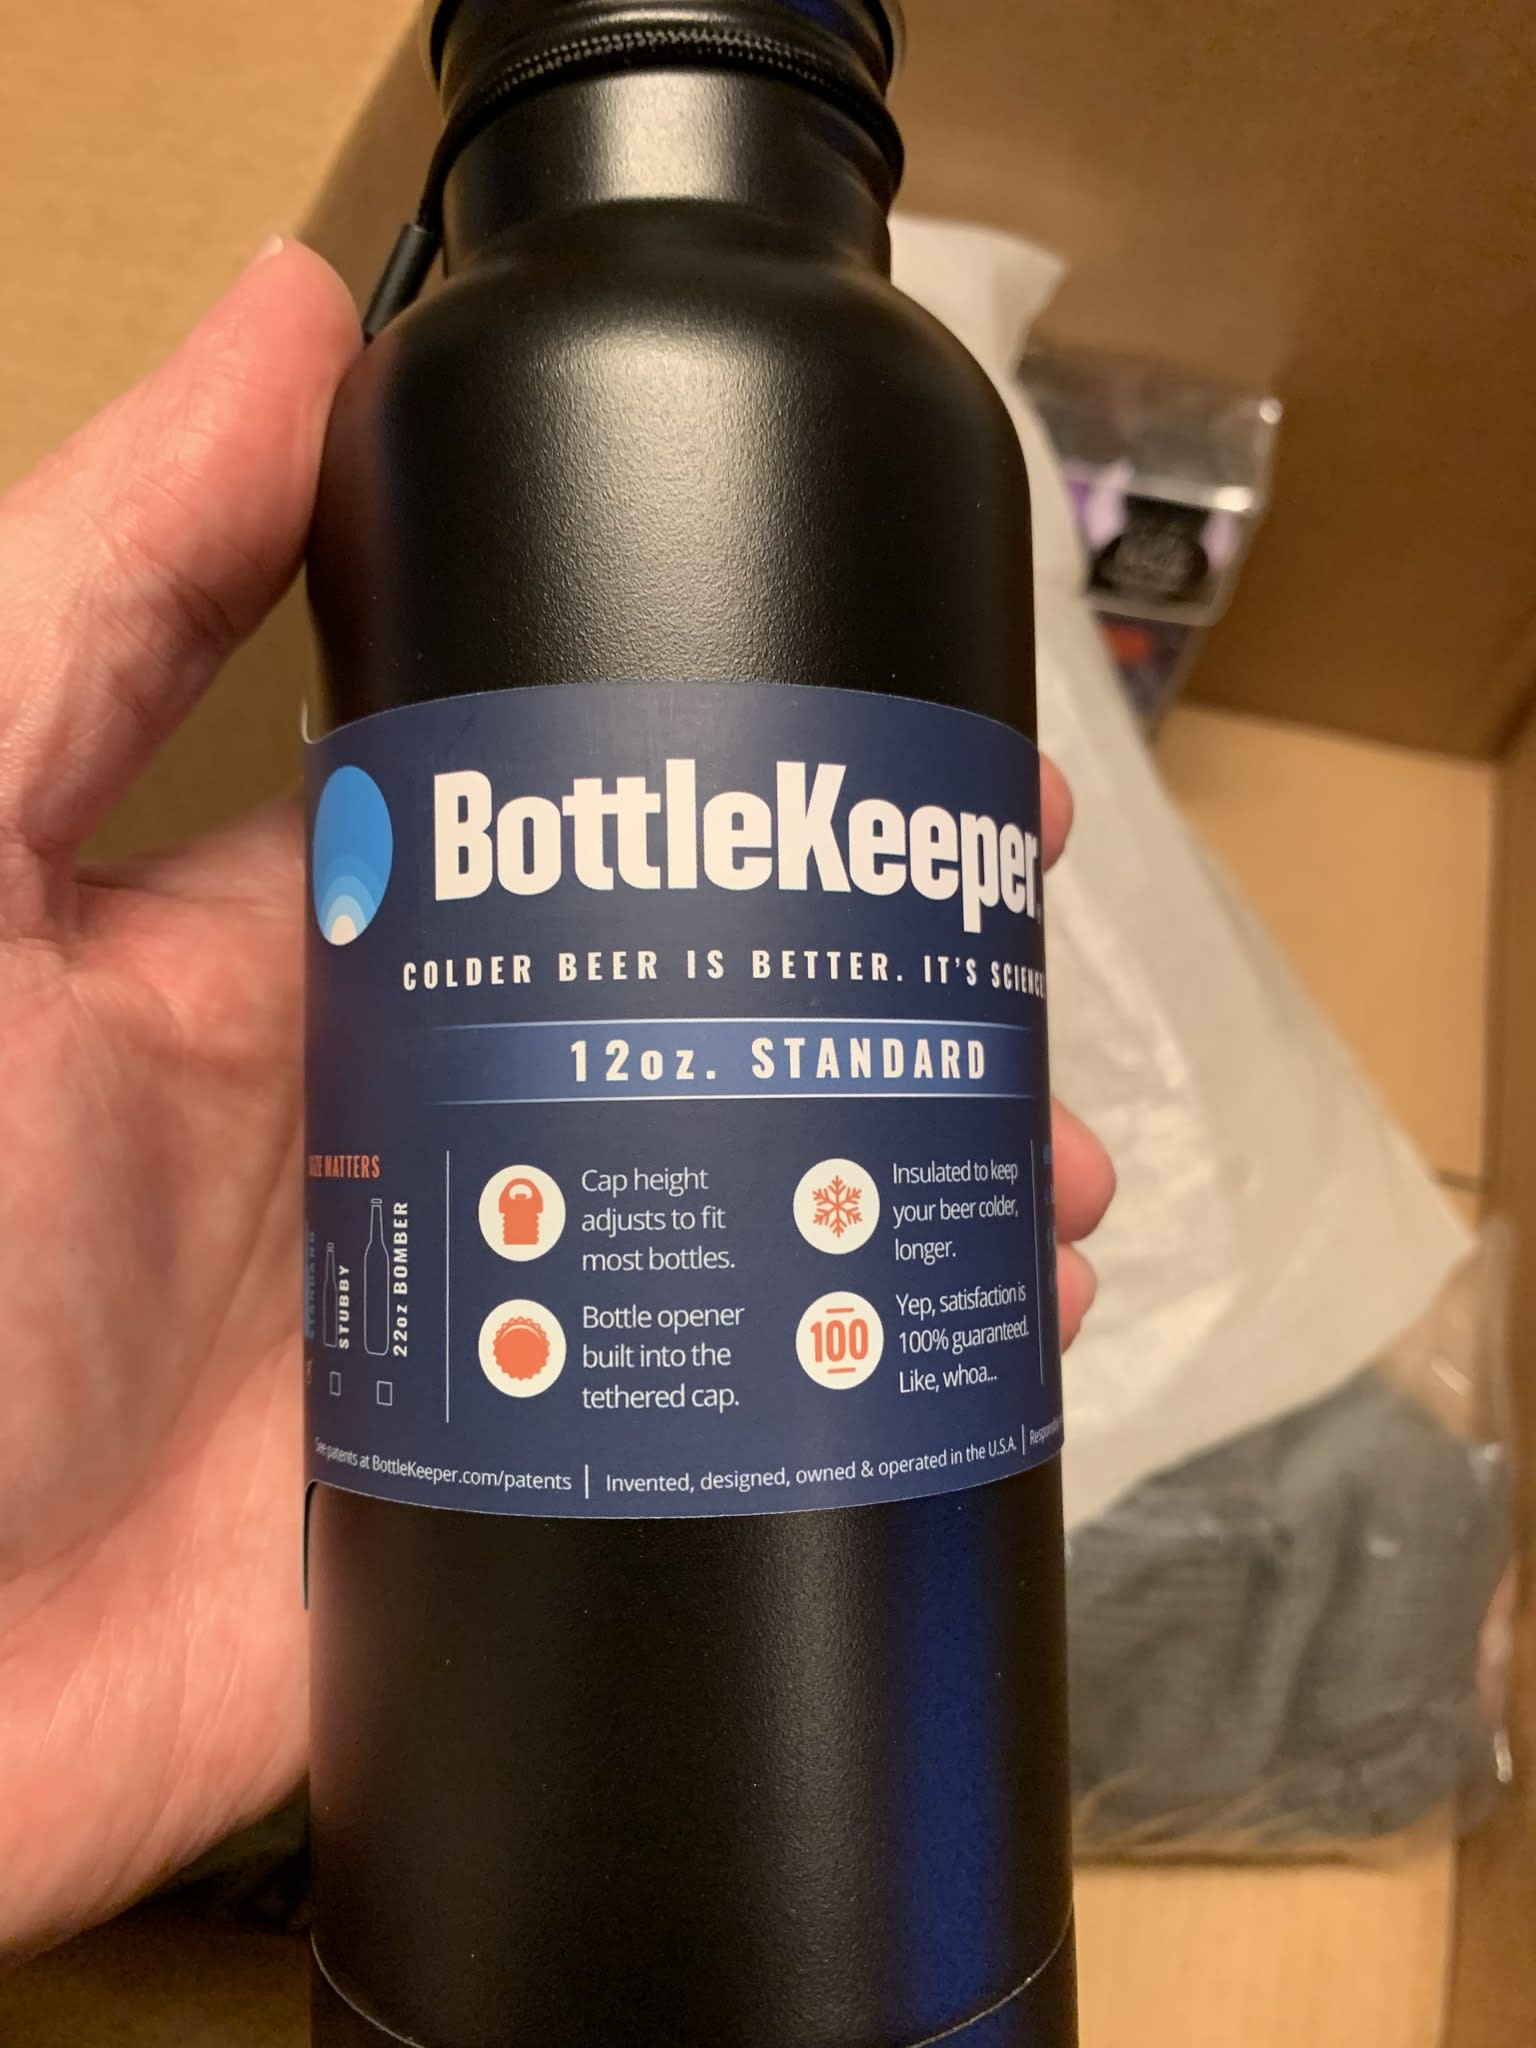 BottleKeeper
COLDER BEER IS BETTER. IT'S SCIENCE.
12oz. STANDARD
MATTERS
STANDARD
STUBBY
22oz BOMBER
Cap height
adjusts to fit
most bottles.
Bottle opener
built into the
tethered cap.
Insulated to keep
your beer colder,
longer.
100
Yep, satisfaction is
100% guaranteed.
Like, whoa...
See patents at BottleKeeper.com/patents | Invented, designed, owned & operated in the U.S.A. |